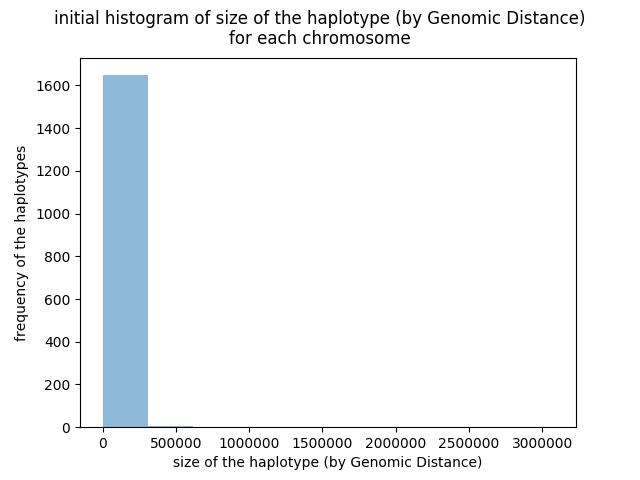 initial histogram of size of the haplotype (by Genomic Distance)
for each chromosome
1600
1400
1200
1000
800
600
400
200
0
frequency of the haplotypes
0 500000 1000000 1500000 2000000 2500000 3000000
size of the haplotype (by Genomic Distance)